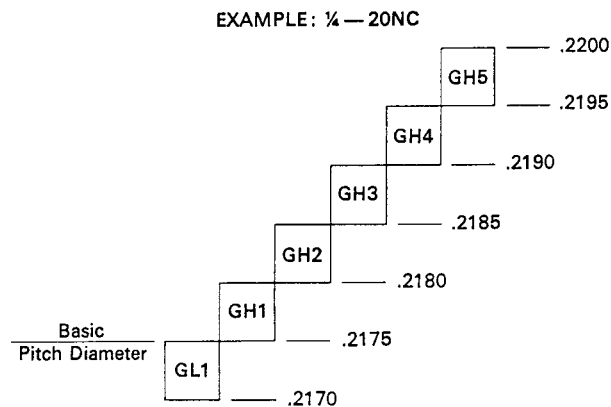 EXAMPLE: ¼ — 20NC
.2200
GH5
.2195
GH4
.2190
GH3
.2185
GH2
.2180
GH1
Basic
.2175
Pitch Diameter
GL1
.2170